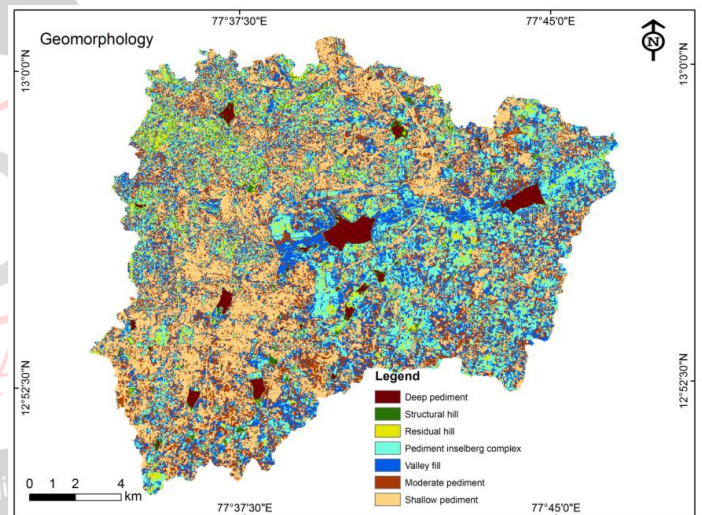 77°37'30"E 77°45'0"E
Geomorphology
N
13°0'0"N 13°0'0"N
12°52'30"N 12°52'30"N
Legend
Deep pediment
Structural hill
Residual hill
Pediment inselberg complex
Valley fill
Moderate pediment
Shallow pediment
0 1 2 4
km
77°37'30"E 77°45'0"E